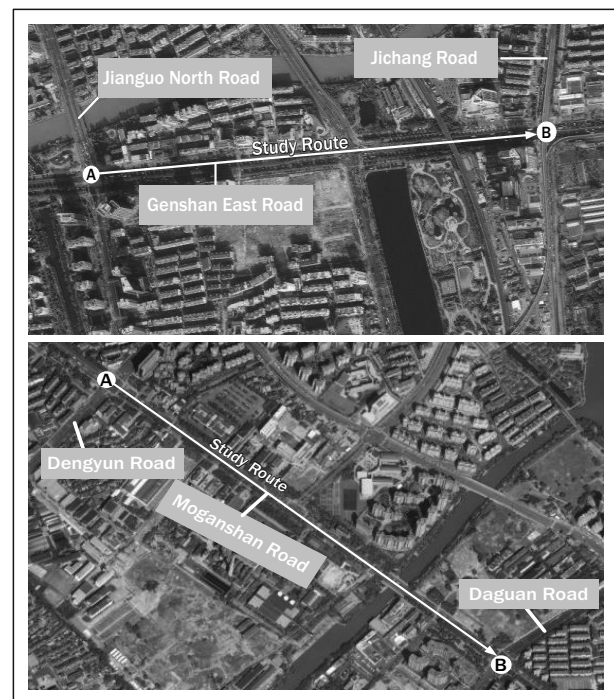 Jianguo North Road
Jichang Road
Study Route
A
B
Genshan East Road
A
Study Route
Dengyun Road
Moganshan Road
Daguan Road
B